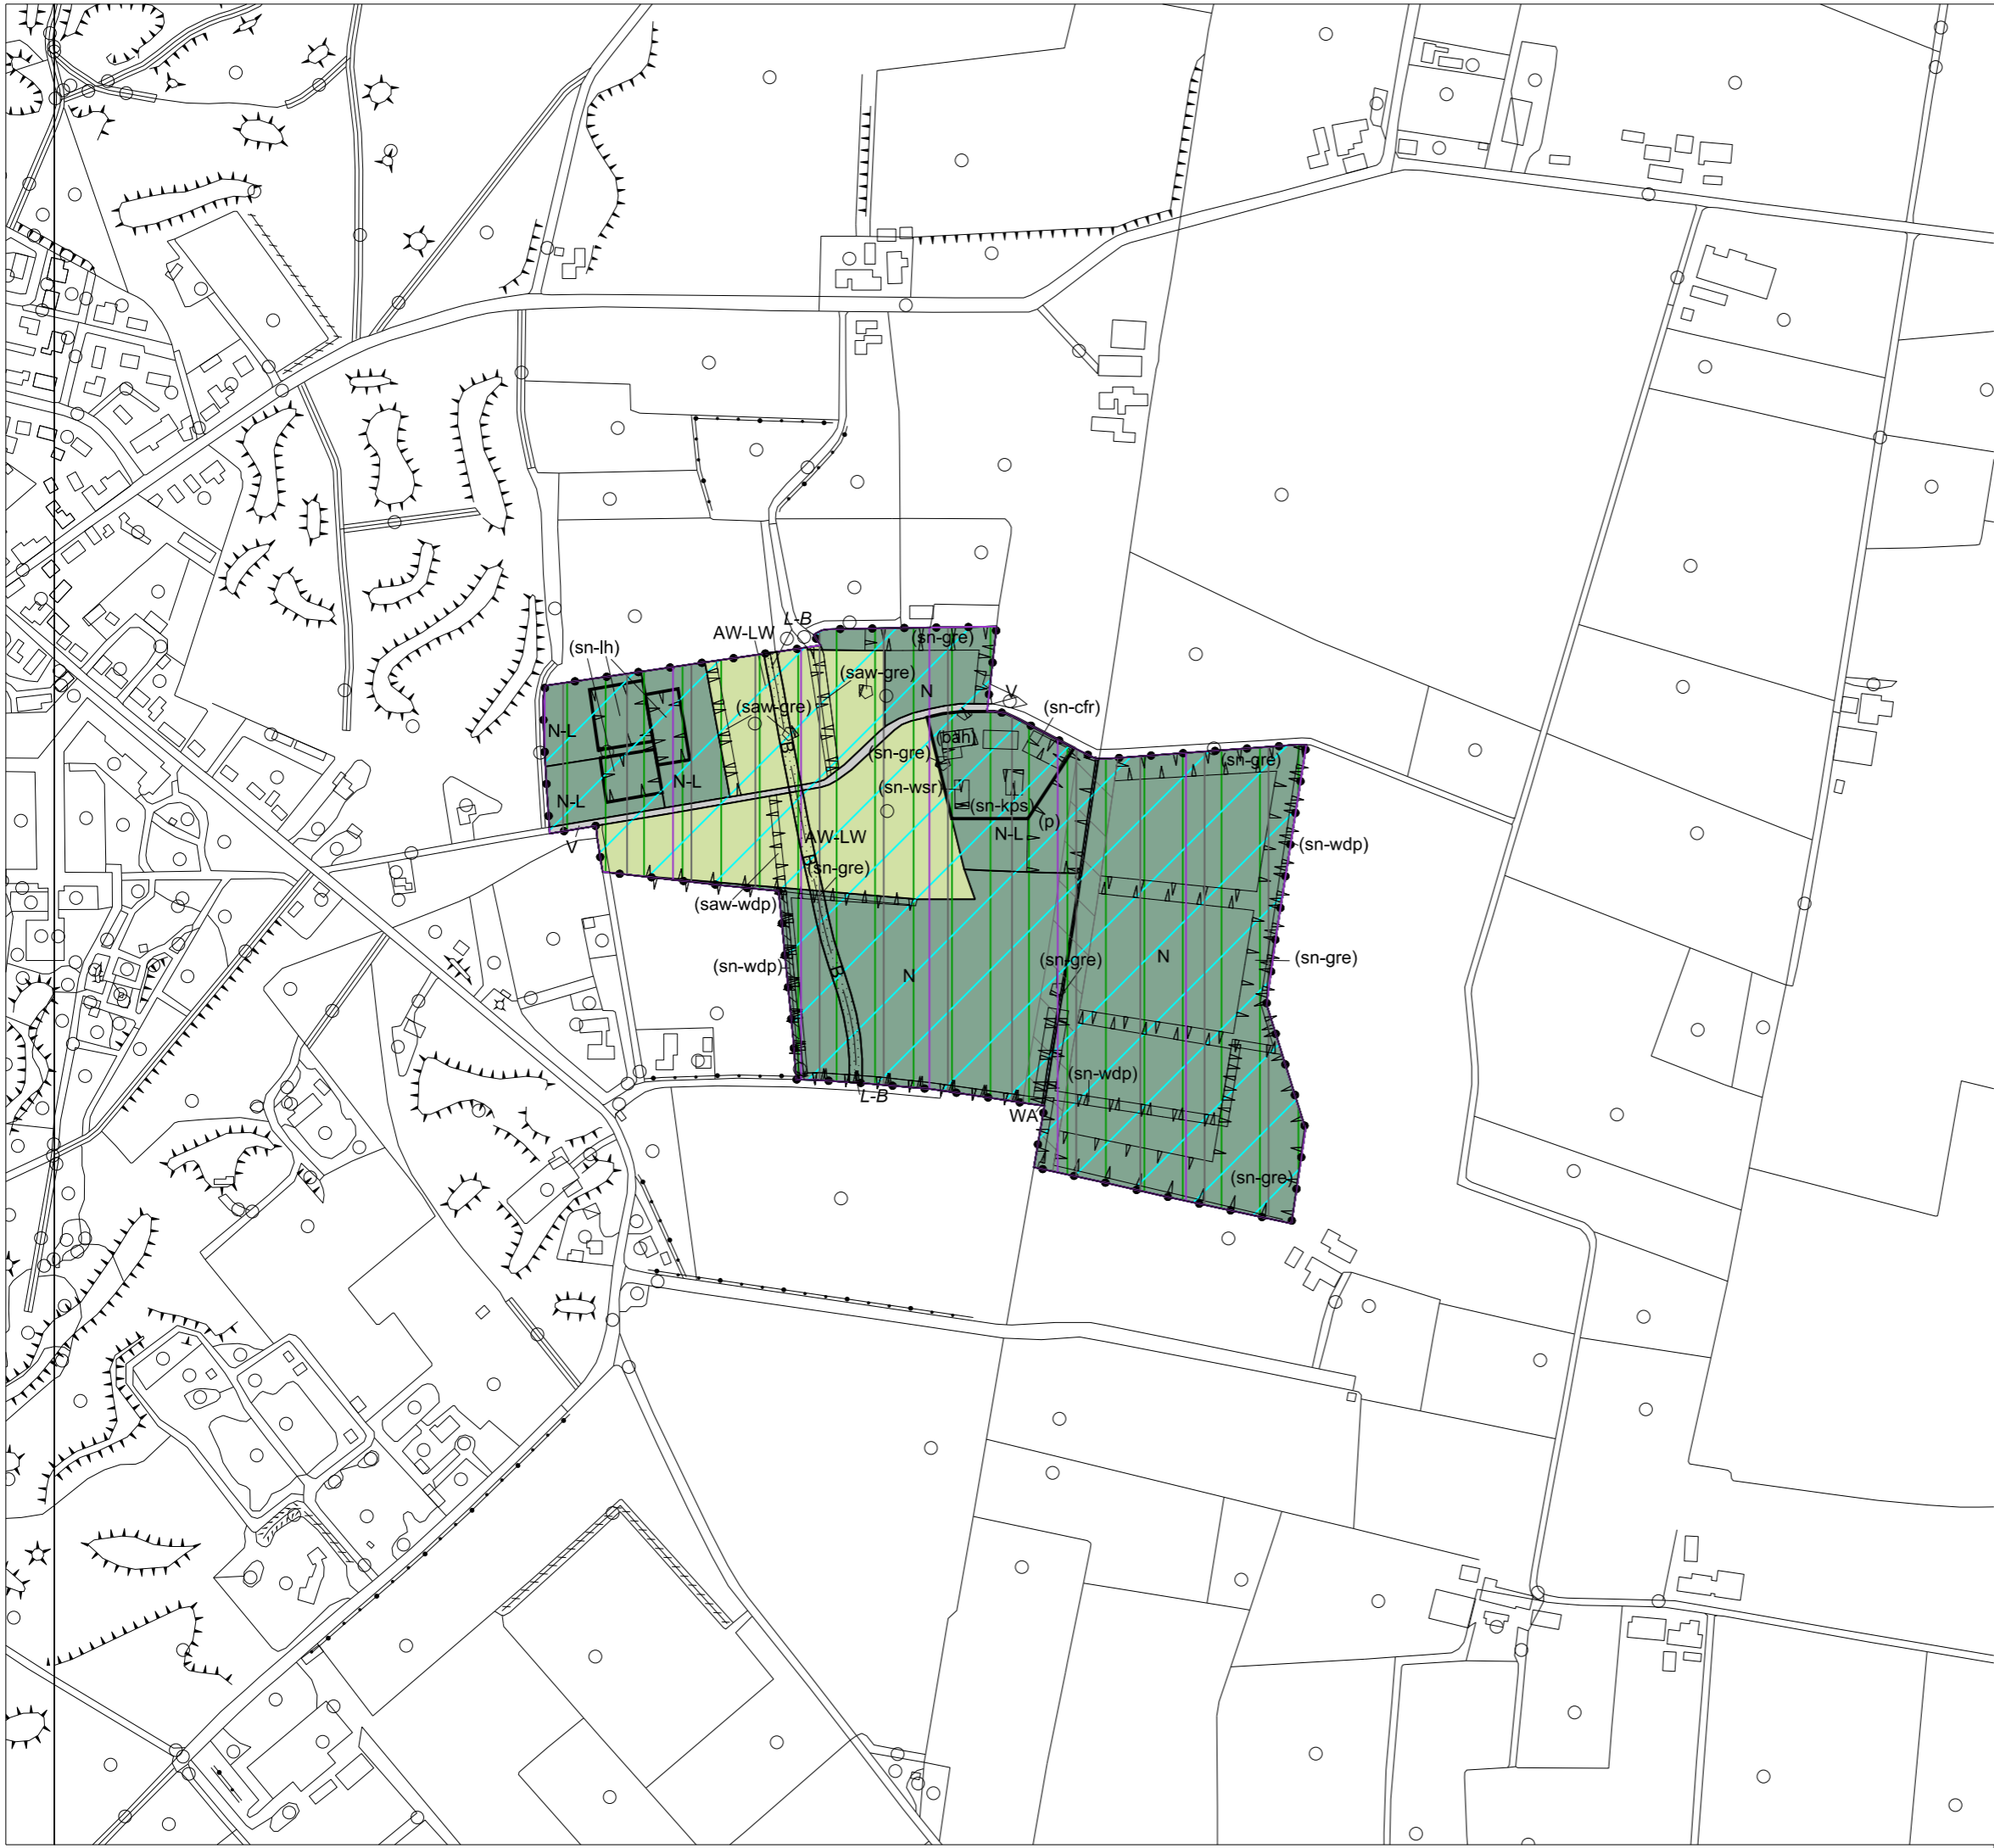 L-B
AW-LW
(sn-gre)
(sn-lh)
(saw-gre)
N
V
(saw-gre)
(sn-cfr)
N-L
B
(bah)
(sn-gre)
(sn-gre)
N-L
N-L
(sn-wsr)
(sn-kps)
(p)
N-L
V
AW-LW
(sn-wdp)
B
(sn-gre)
(saw-wdp)
(sn-wdp)
B
N
(sn-gre)
N
(sn-gre)
(sn-wdp)
L-B
WA
(sn-gre)